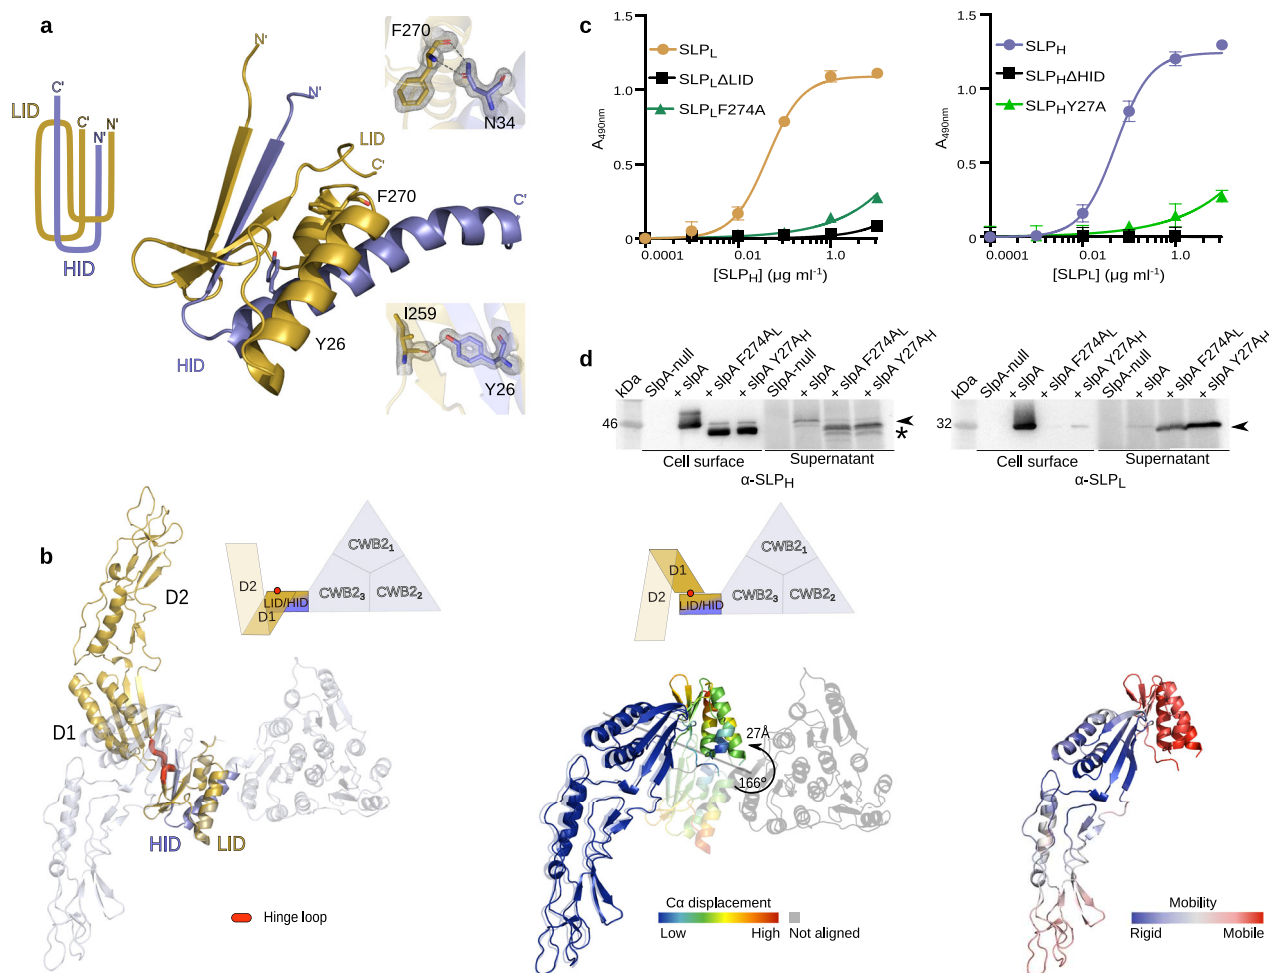 a
N'
N'
C'
LID
C'
N'
N'
HID
LID
C'
F270
C'
Y26
HID
F270
N34
I259
Y26
c
1.5
1.0
0.5
0
A490nm
SLPL
SLPLΔLID
SLPLF274A
0.0001
0.01
1.0
[SLPH] (µg ml-1)
1.5
1.0
0.5
0
A490nm
SLPH
SLPHΔHID
SLPHY27A
0.0001
0.01
1.0
[SLPL] (µg ml-1)
d
kDa
SlpA-null
+ slpA
+ slpA F274AL
+ slpA Y27AH
SlpA-null
+ slpA
+ slpA F274AL
+ slpA Y27AH
46
*
Cell surface
Supernatant
α-SLPH
kDa
SlpA-null
+ slpA
+ slpA F274AL
+ slpA Y27AH
SlpA-null
+ slpA
+ slpA F274AL
+ slpA Y27AH
32
Cell surface
Supernatant
α-SLPL
b
D2
D1
HID
LID
Hinge loop
CWB21
D2
LID/HID
CWB23
CWB22
D1
CWB21
D1
D2
LID/HID
CWB23
CWB22
27Å
166º
Cα displacement
Low
High
Not aligned
Mobility
Rigid
Mobile